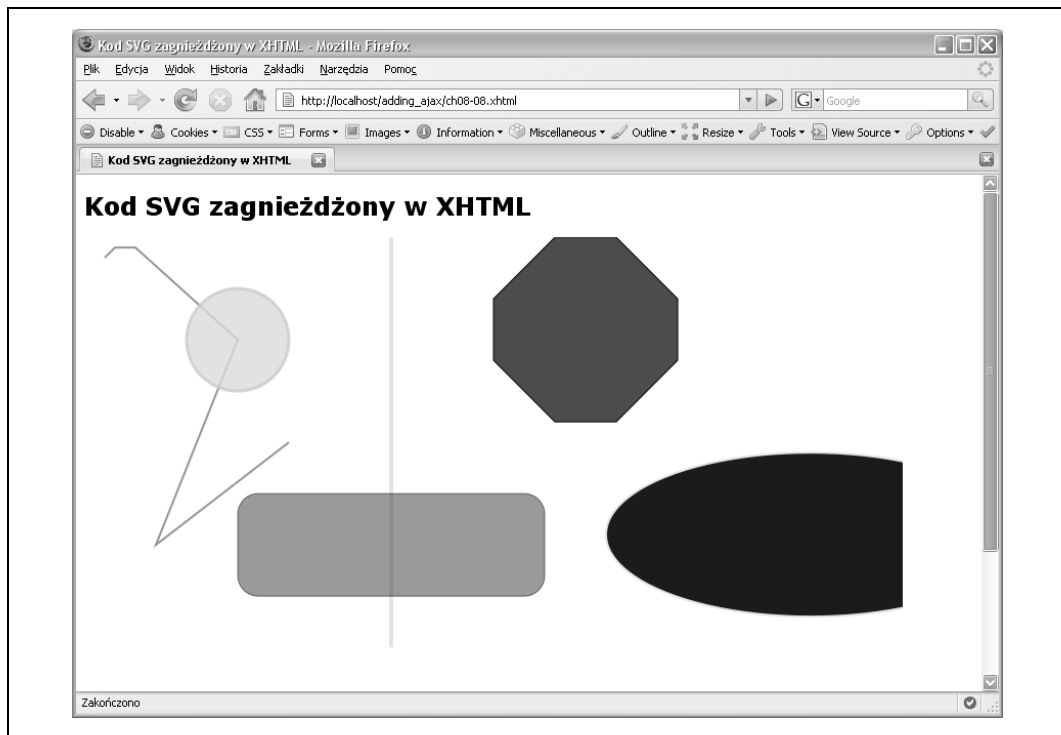 Kod SVG zagnieżdżony w XHTML - Mozilla Firefox
Plik Edycja Widok Historia Zakładki Narzędzia Pomoc
http://localhost/adding_ajax/ch08-08.xhtml G Google
Disable Cookies CSS Forms Images Information Miscellaneous Outline Resize Tools View Source Options
Kod SVG zagnieżdżony w XHTML
Kod SVG zagnieżdżony w XHTML
Zakończono